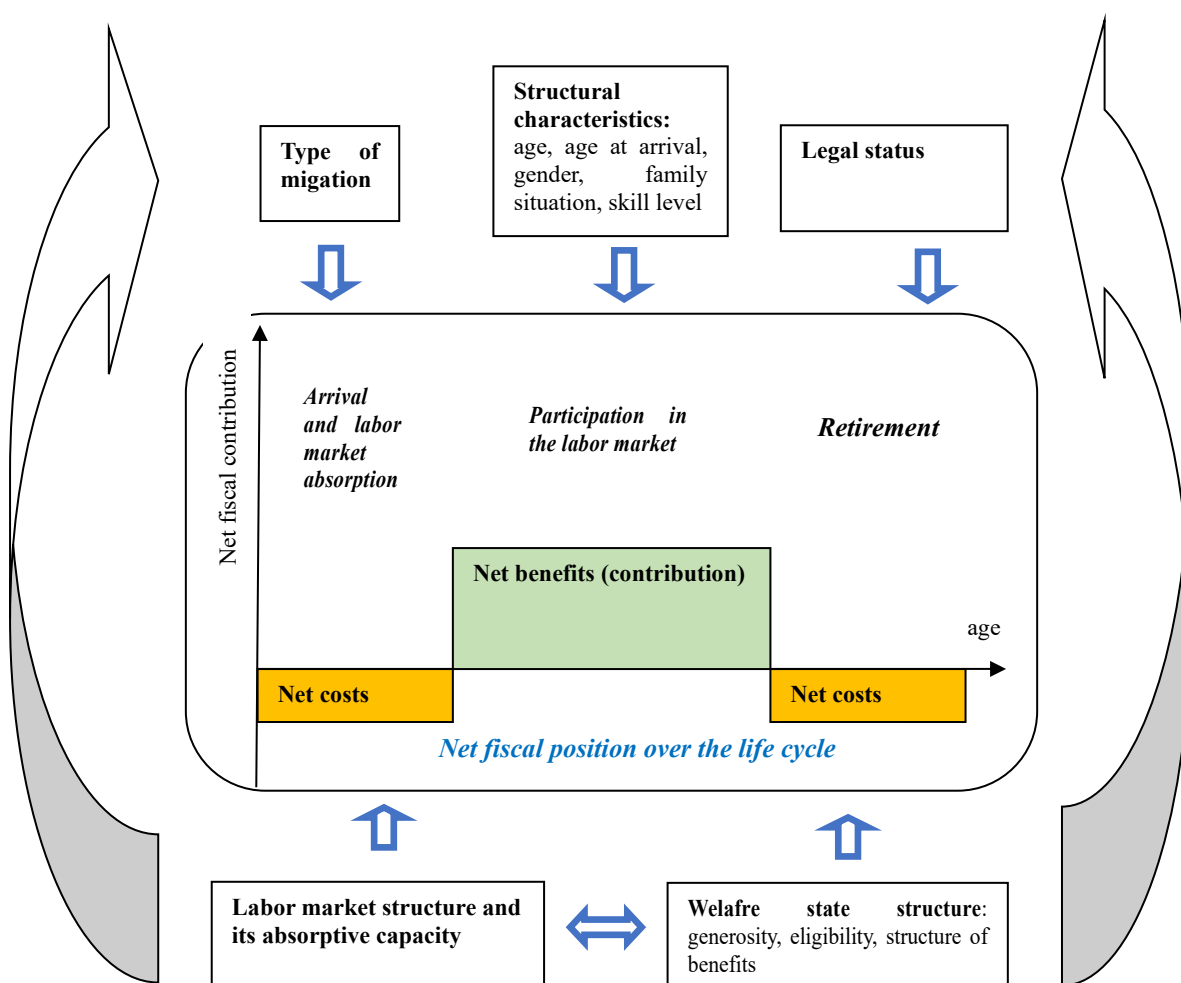 Structural
characteristics:
age, age at arrival,
gender, family
situation, skill level
Type of
migation
Legal status
Net fiscal contribution
Arrival
and labor
market
absorption
Participation in
the labor market
Retirement
Net benefits (contribution)
age
Net costs
Net costs
Net fiscal position over the life cycle
Labor market structure and
its absorptive capacity
Welafre state structure:
generosity, eligibility, structure of
benefits